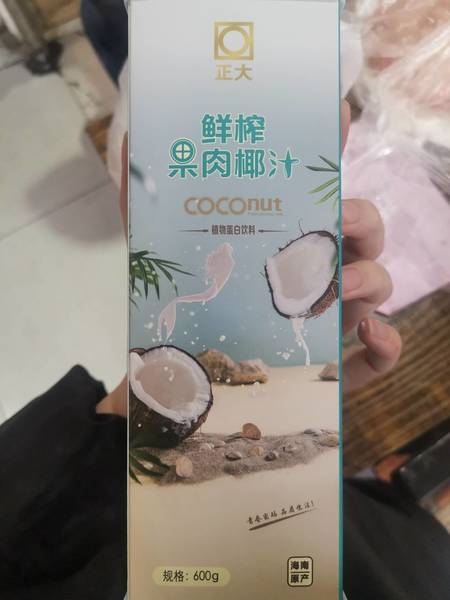 正大
鲜榨
果肉椰汁
COCOnut
植物蛋白饮料
规格：600g
海南
原产